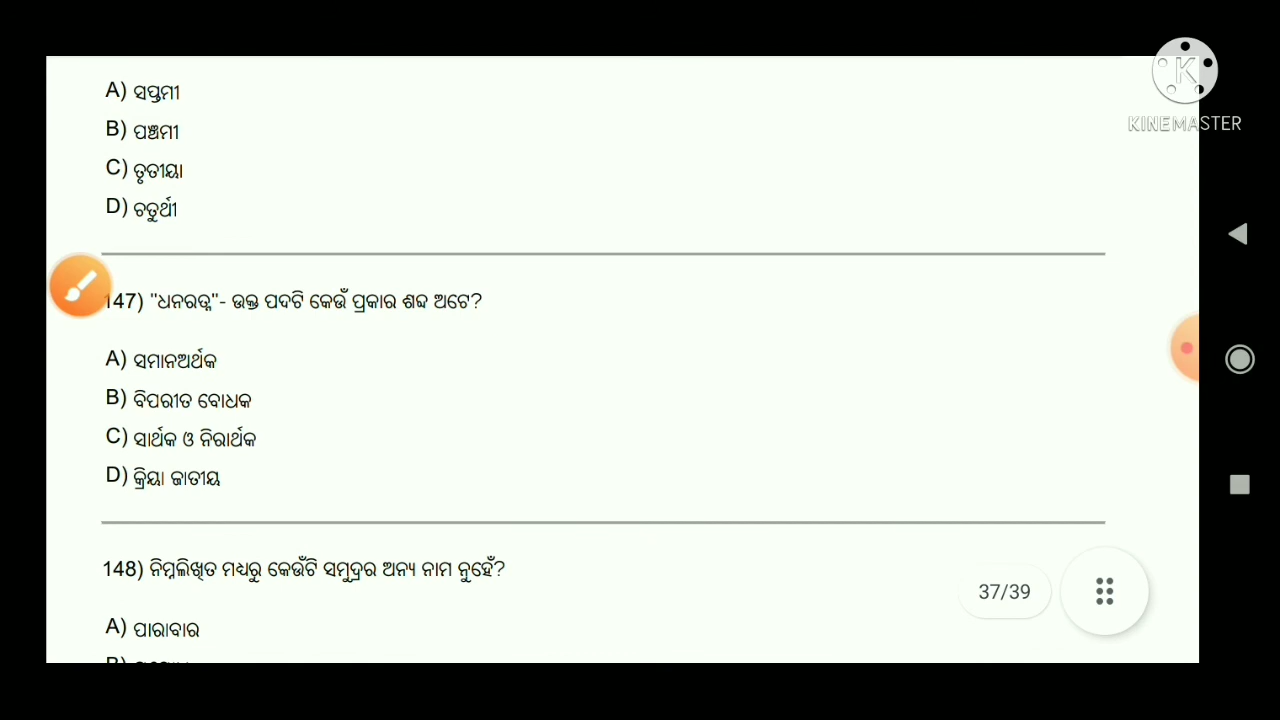 A) ସପ୍ତମୀ
B) ପଞ୍ଚମୀ
C) ତୃତୀୟା
D) ଚତୁର୍ଥୀ
147) "ଧନରତ୍ନ"- ଉକ୍ତ ପଦଟି କେଉଁ ପ୍ରକାର ଶବ୍ଦ ଅଟେ?
A) ସମାନଅର୍ଥକ
B) ବିପରୀତ ବୋଧକ
C) ସାର୍ଥକ ଓ ନିରାର୍ଥକ
D) କ୍ରିୟା ଜାତୀୟ
148) ନିମ୍ନଲିଖିତ ମଧ୍ୟରୁ କେଉଁଟି ସମୁଦ୍ରର ଅନ୍ୟ ନାମ ନୁହେଁ?
A) ପାରାବାର
B)
37/39
KINEMASTER